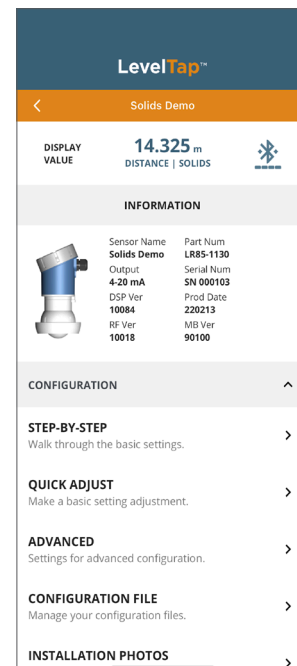 LevelTap™
Solids Demo
DISPLAY VALUE
14.325 m
DISTANCE | SOLIDS
INFORMATION
Sensor Name
Solids Demo
Part Num
LR85-1130
Output
4-20 mA
Serial Num
SN 000103
DSP Ver
10084
Prod Date
220213
RF Ver
10018
MB Ver
90100
CONFIGURATION
STEP-BY-STEP
Walk through the basic settings.
QUICK ADJUST
Make a basic setting adjustment.
ADVANCED
Settings for advanced configuration.
CONFIGURATION FILE
Manage your configuration files.
INSTALLATION PHOTOS